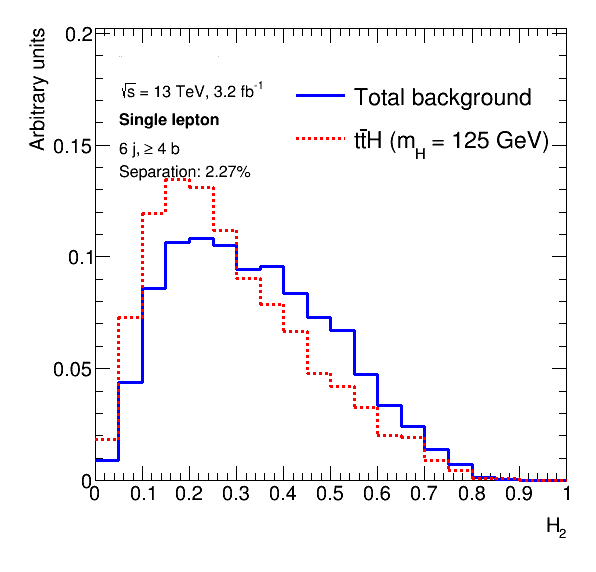 Arbitrary units
0.2
0.15
0.1
0.05
0
√s = 13 TeV, 3.2 fb⁻¹
Single lepton
6 j, ≥ 4 b
Separation: 2.27%
Total background
tt̄H (m_H = 125 GeV)
0 0.1 0.2 0.3 0.4 0.5 0.6 0.7 0.8 0.9 1
H₂